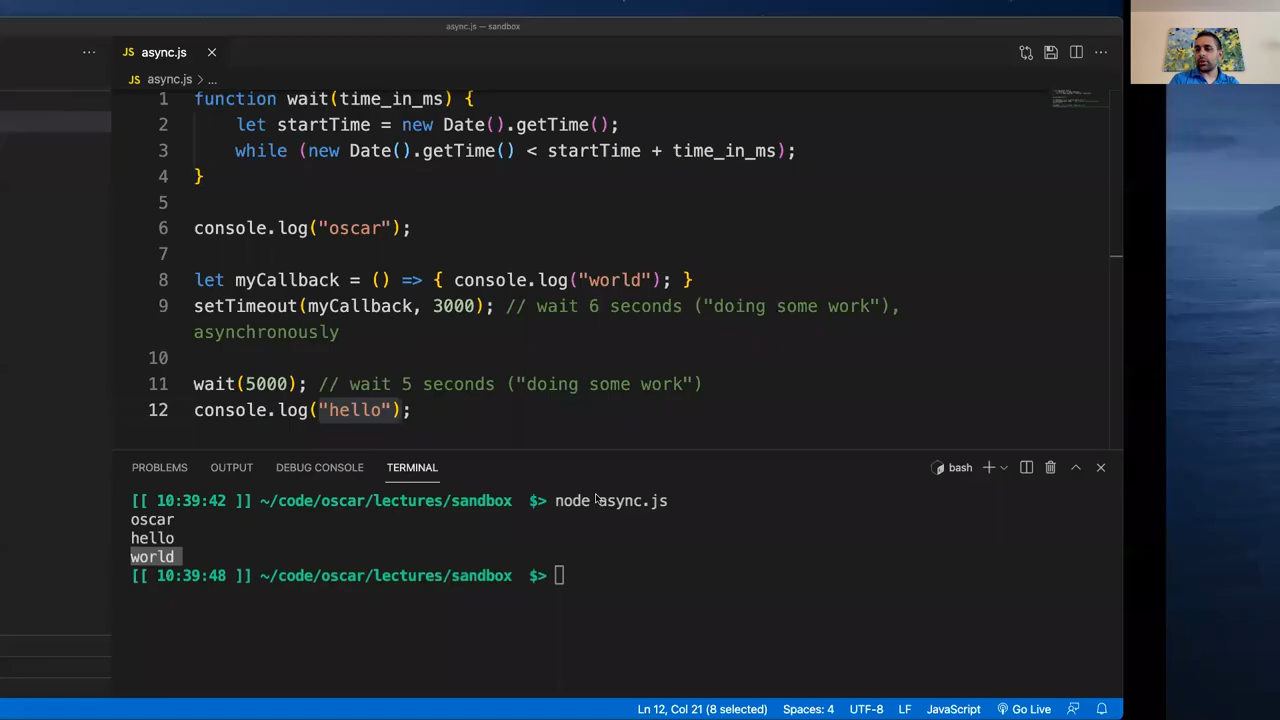 async.js — sandbox
JS async.js
JS async.js > ...
1 function wait(time_in_ms) {
2 let startTime = new Date().getTime();
3 while (new Date().getTime() < startTime + time_in_ms);
4 }
5
6 console.log("oscar");
7
8 let myCallback = () => { console.log("world"); }
9 setTimeout(myCallback, 3000); // wait 6 seconds ("doing some work"),
asynchronously
10
11 wait(5000); // wait 5 seconds ("doing some work")
12 console.log("hello");
PROBLEMS OUTPUT DEBUG CONSOLE TERMINAL bash
[[ 10:39:42 ]] ~/code/oscar/lectures/sandbox $> node async.js
oscar
hello
world
[[ 10:39:48 ]] ~/code/oscar/lectures/sandbox $>
Ln 12, Col 21 (8 selected) Spaces: 4 UTF-8 LF JavaScript Go Live